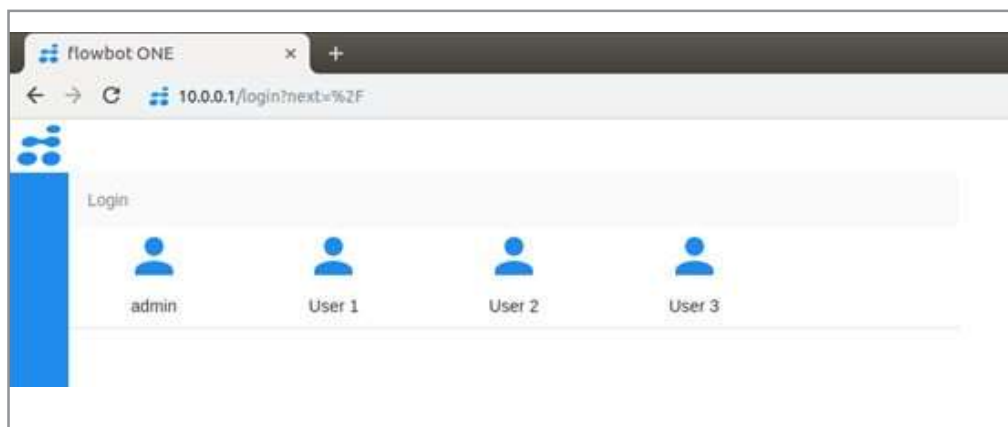 flowbot ONE
10.0.0.1/login?next=%2F
Login
admin User 1 User 2 User 3